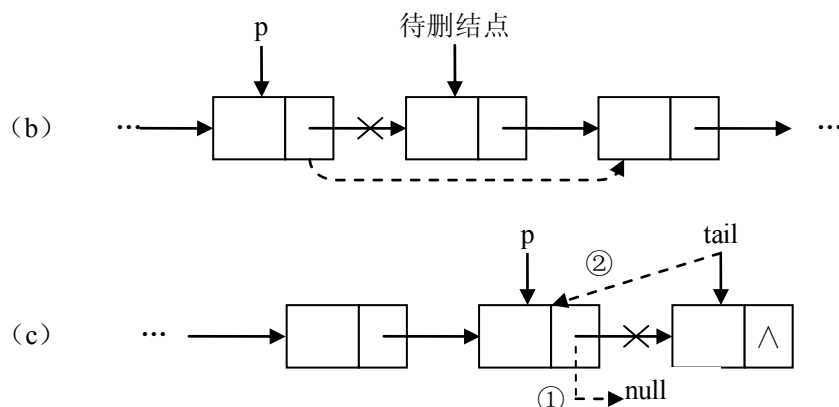 p 待删结点
（b） … …
p ② tail
（c） … ∧
① null